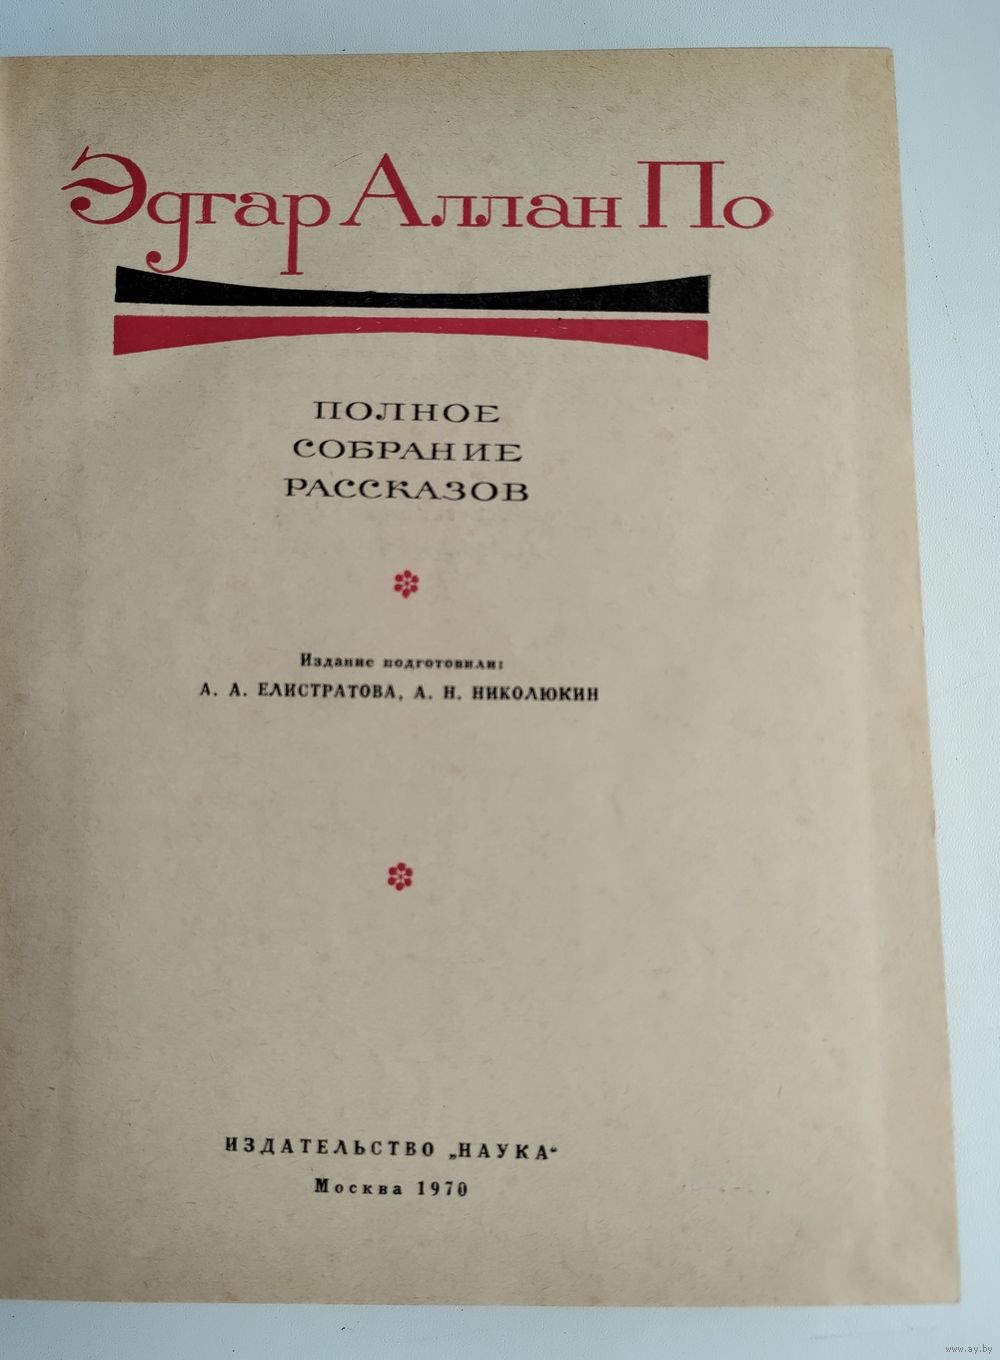 Эдгар Аллан По
ПОЛНОЕ
СОБРАНИЕ
РАССКАЗОВ
Издание подготовили:
А. А. ЕЛИСТРАТОВА, А. Н. НИКОЛЮКИН
ИЗДАТЕЛЬСТВО „НАУКА“
Москва 1970
www.ay.by